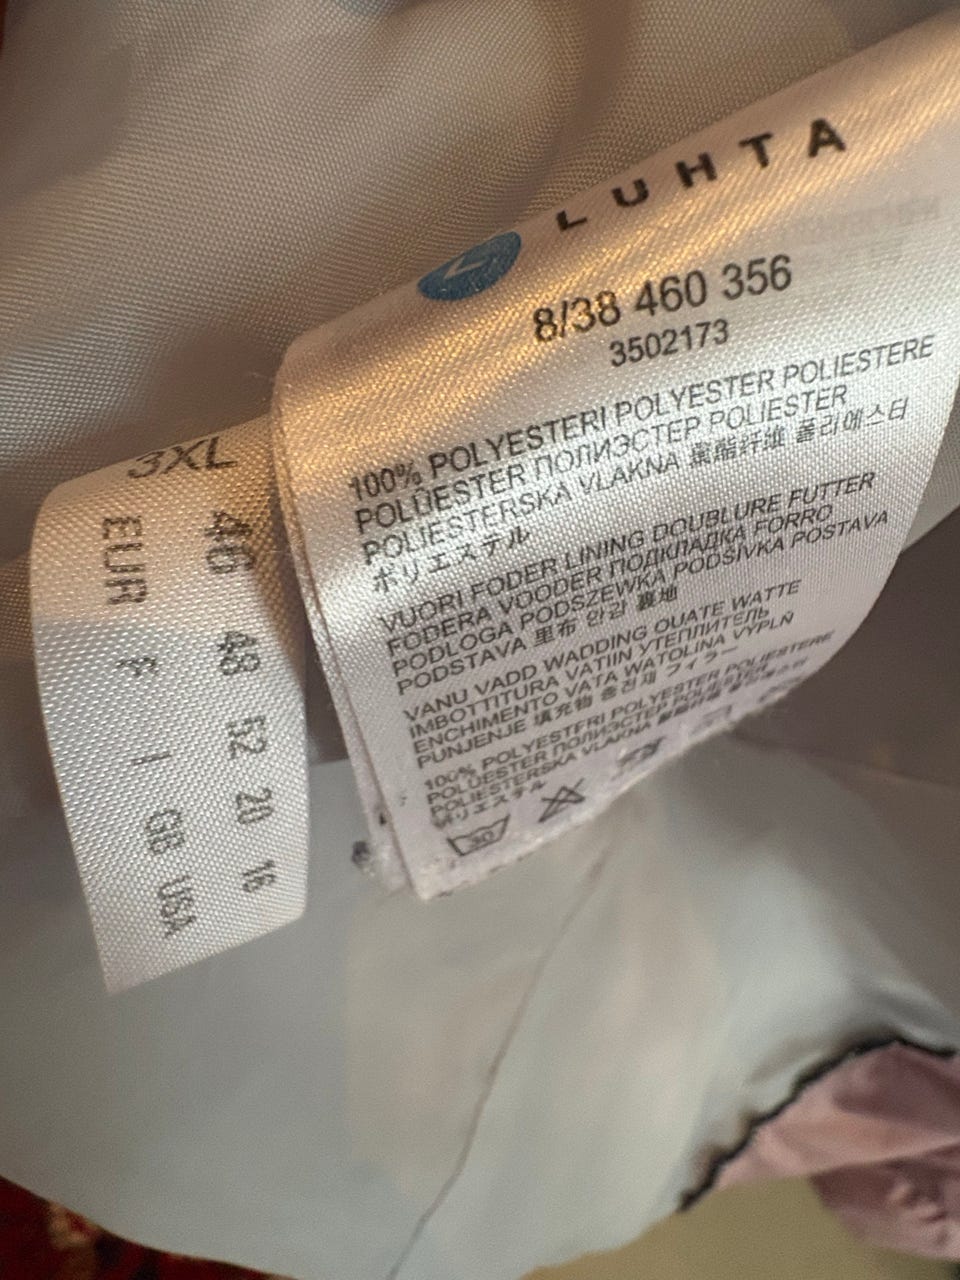 LUHTA
8/38 460 356
3502173
100% POLYESTERI POLYESTER POLIESTERE
POLÜESTER ПОЛИЭСТЕР POLIESTER
POLIESTERSKA VLAKNA 聚酯纤维 폴리에스터
ポリエステル
VUORI FODER LINING DOUBLURE FUTTER
FODERA VOODER ПОДКЛАДКА FORRO
PODLOGA PODSZEWKA PODŠÍVKA POSTAVA
PODSTAVA 里布 안감 裏地
VANU VADD WADDING OUATE WATTE
IMBOTTITURA VATIIN УТЕПЛИТЕЛЬ
ENCHIMENTO VATA WATOLINA VÝPLŇ
PUNJENJE 填充物 충전재 フィラー
100% POLYESTERI POLYESTER POLIESTERE
POLÜESTER ПОЛИЭСТЕР POLIESTER
POLIESTERSKA VLAKNA
ポリエステル
30
3XL
EUR 46
F 48
I 52
GB 20
USA 16